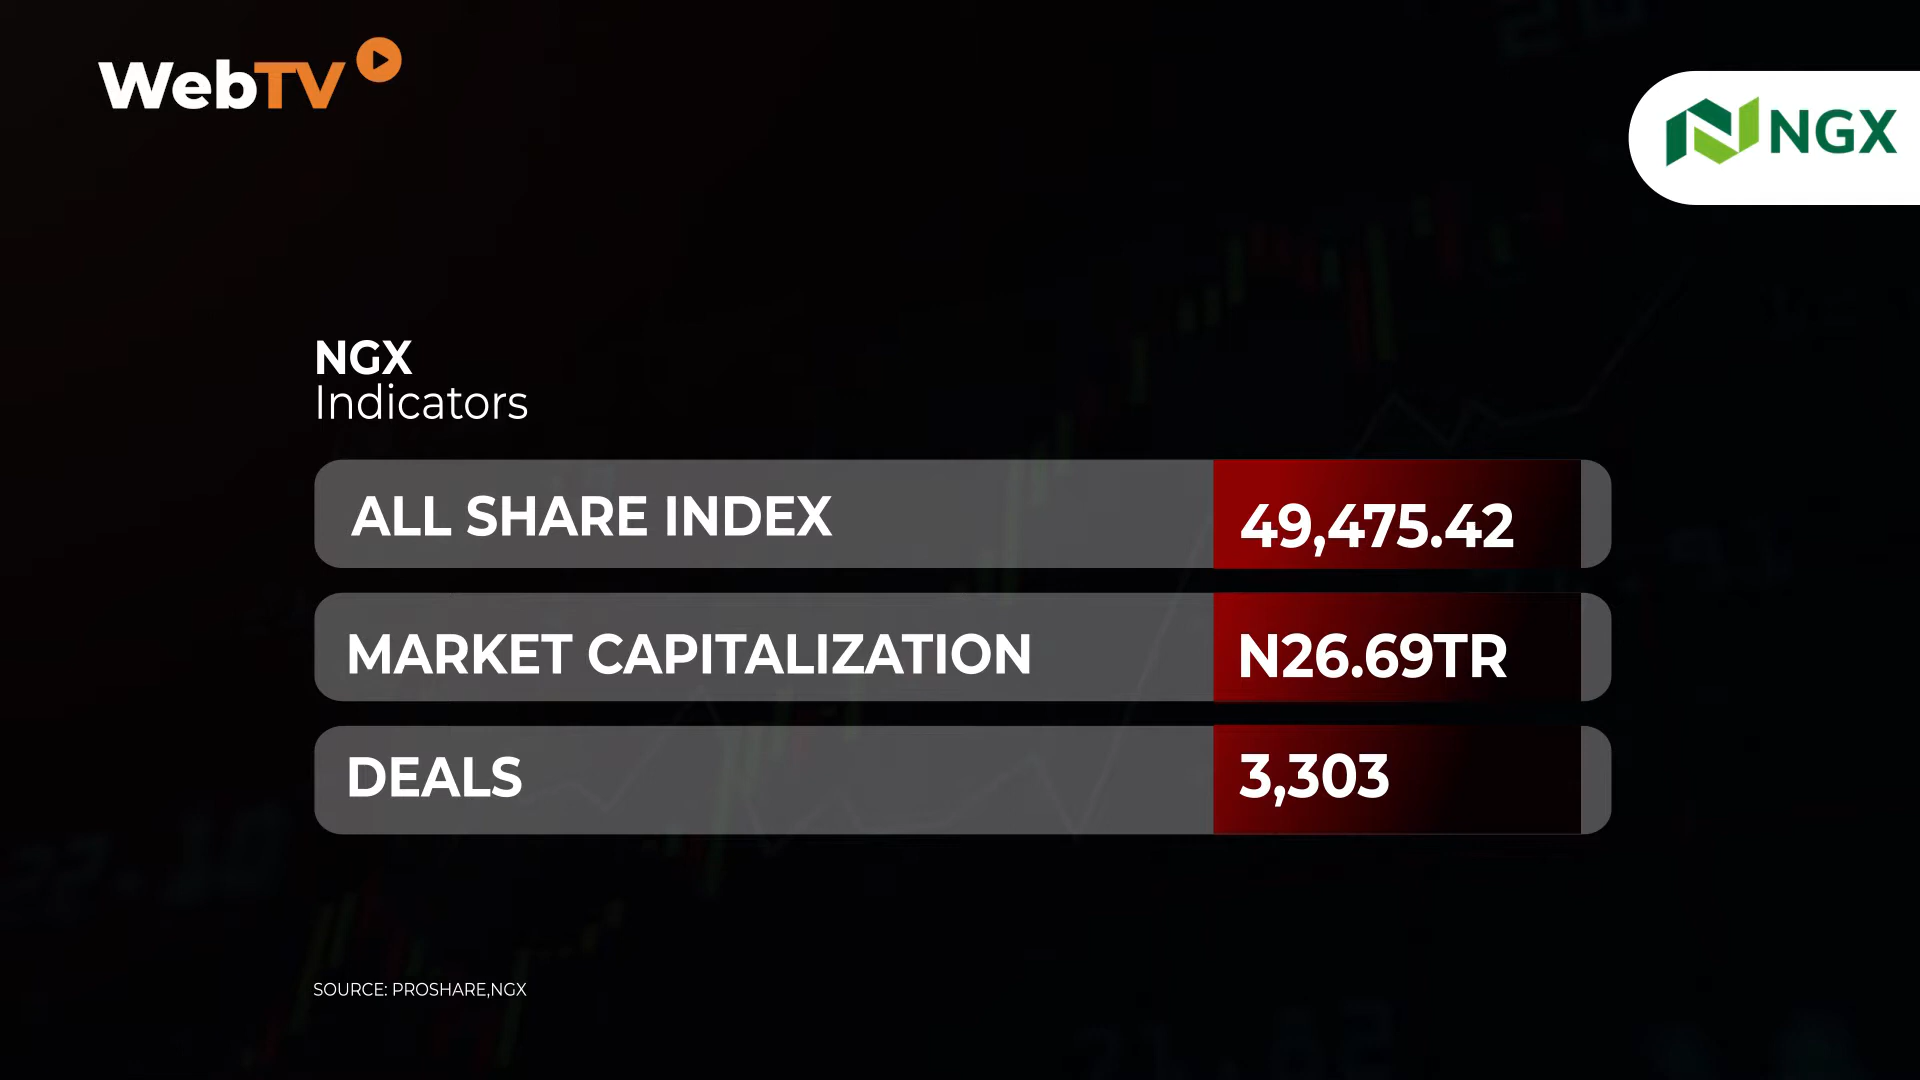 WebTV
NGX
NGX
Indicators
ALL SHARE INDEX 49,475.42
MARKET CAPITALIZATION N26.69TR
DEALS 3,303
SOURCE: PROSHARE,NGX